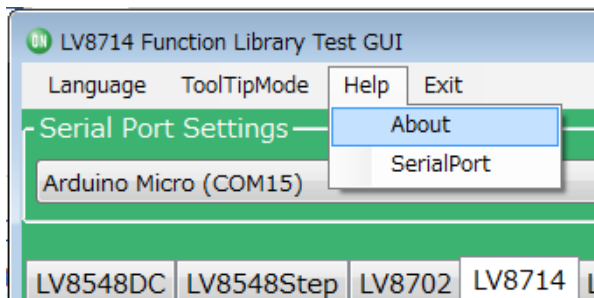 ON LV8714 Function Library Test GUI
Language ToolTipMode Help Exit
About
Serial Port Settings
SerialPort
Arduino Micro (COM15)
LV8548DC LV8548Step LV8702 LV8714